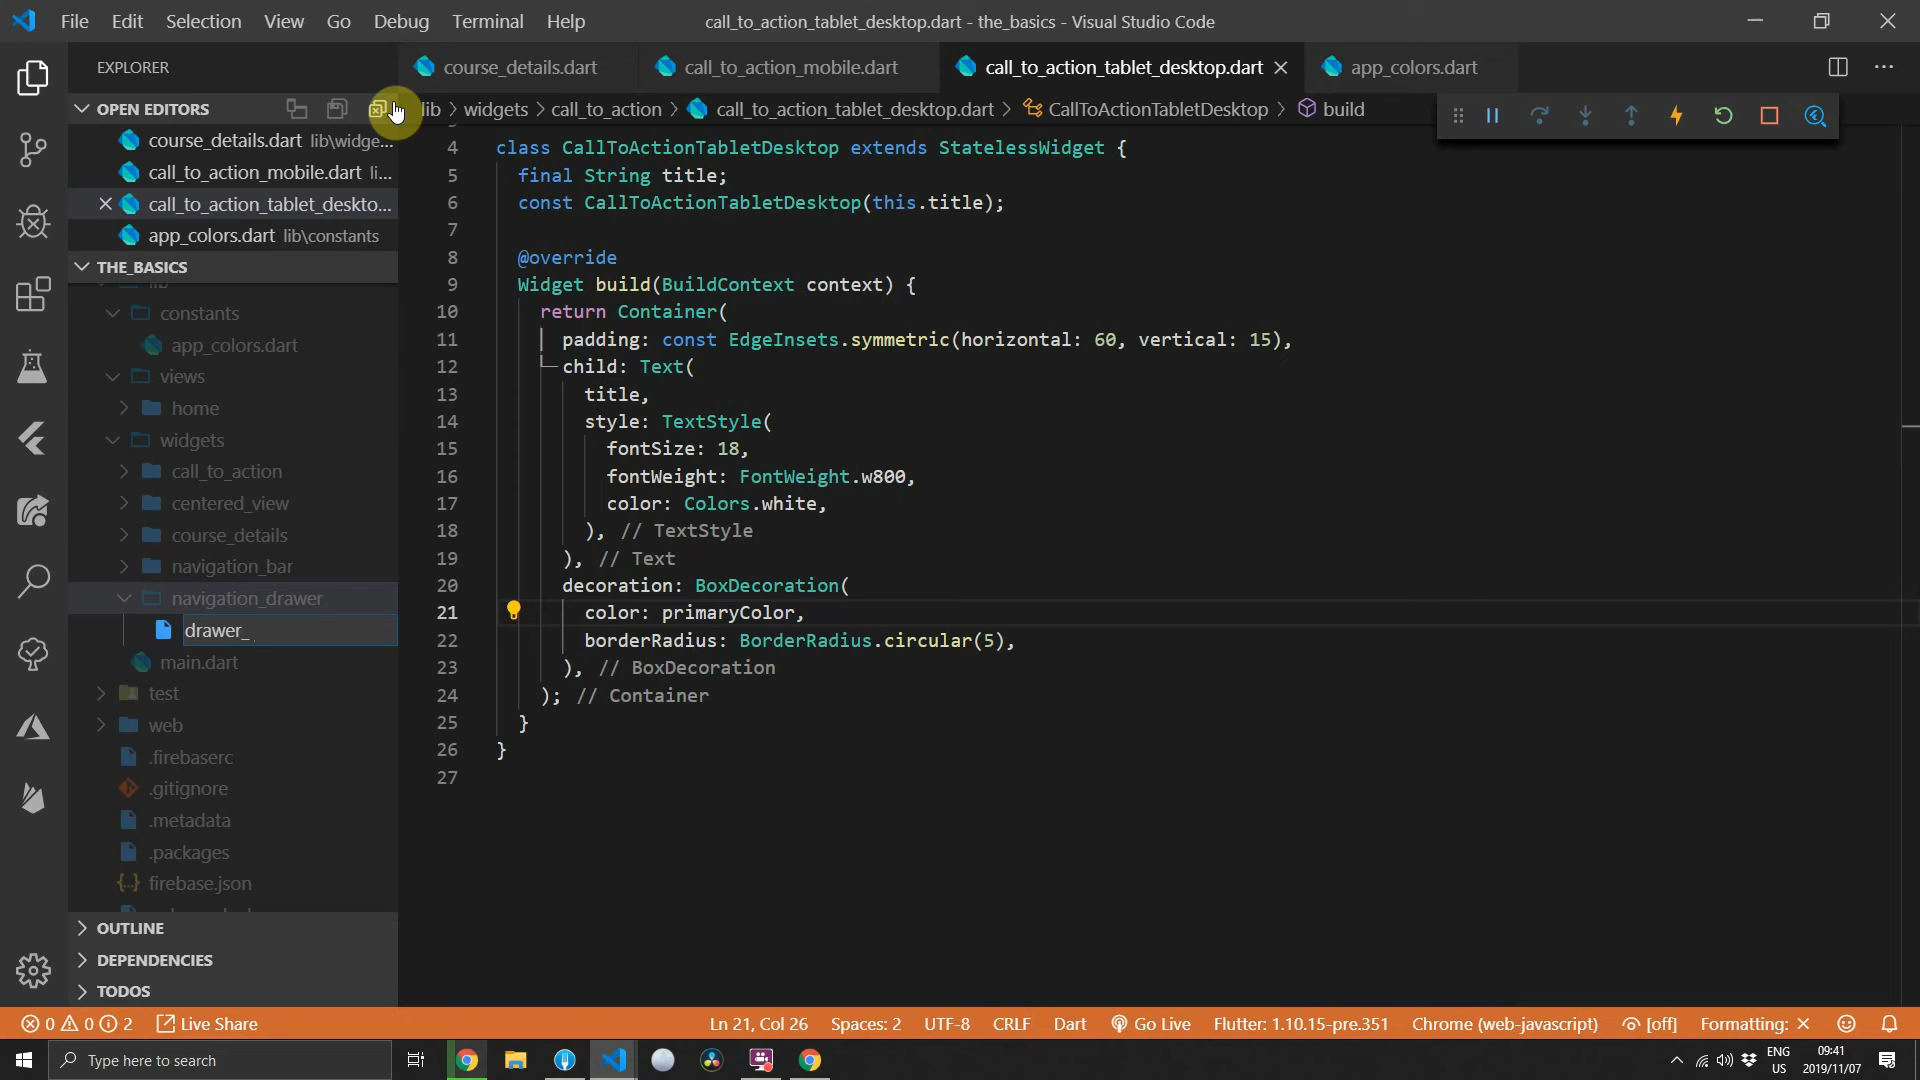 File Edit Selection View Go Debug Terminal Help
call_to_action_tablet_desktop.dart - the_basics - Visual Studio Code
EXPLORER
course_details.dart
call_to_action_mobile.dart
call_to_action_tablet_desktop.dart
app_colors.dart
OPEN EDITORS
lib > widgets > call_to_action > call_to_action_tablet_desktop.dart > CallToActionTabletDesktop > build
course_details.dart lib\widge...
call_to_action_mobile.dart li...
call_to_action_tablet_deskto...
app_colors.dart lib\constants
THE_BASICS
lib
constants
app_colors.dart
views
home
widgets
call_to_action
centered_view
course_details
navigation_bar
navigation_drawer
drawer_
main.dart
test
web
.firebaserc
.gitignore
.metadata
.packages
firebase.json
OUTLINE
DEPENDENCIES
TODOS
4 class CallToActionTabletDesktop extends StatelessWidget {
5 final String title;
6 const CallToActionTabletDesktop(this.title);
7
8 @override
9 Widget build(BuildContext context) {
10 return Container(
11 padding: const EdgeInsets.symmetric(horizontal: 60, vertical: 15),
12 child: Text(
13 title,
14 style: TextStyle(
15 fontSize: 18,
16 fontWeight: FontWeight.w800,
17 color: Colors.white,
18 ), // TextStyle
19 ), // Text
20 decoration: BoxDecoration(
21 color: primaryColor,
22 borderRadius: BorderRadius.circular(5),
23 ), // BoxDecoration
24 ); // Container
25 }
26 }
27
0 0 2 Live Share
Ln 21, Col 26 Spaces: 2 UTF-8 CRLF Dart Go Live Flutter: 1.10.15-pre.351 Chrome (web-javascript) [off] Formatting: ×
Type here to search
ENG
US
09:41
2019/11/07